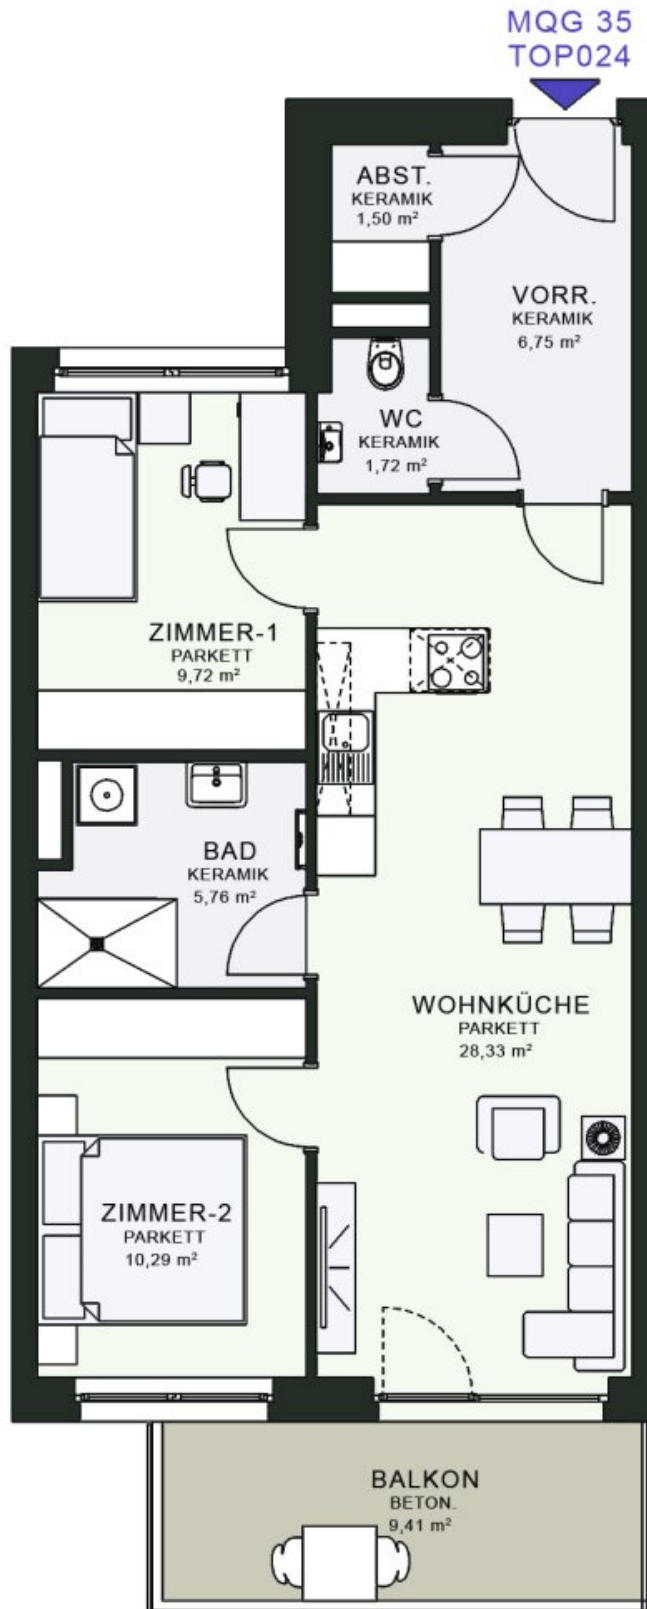 MQG 35
TOP024
ABST.
KERAMIK
1,50 m²
VORR.
KERAMIK
6,75 m²
WC
KERAMIK
1,72 m²
ZIMMER-1
PARKETT
9,72 m²
BAD
KERAMIK
5,76 m²
WOHNKÜCHE
PARKETT
28,33 m²
ZIMMER-2
PARKETT
10,29 m²
BALKON
BETON.
9,41 m²